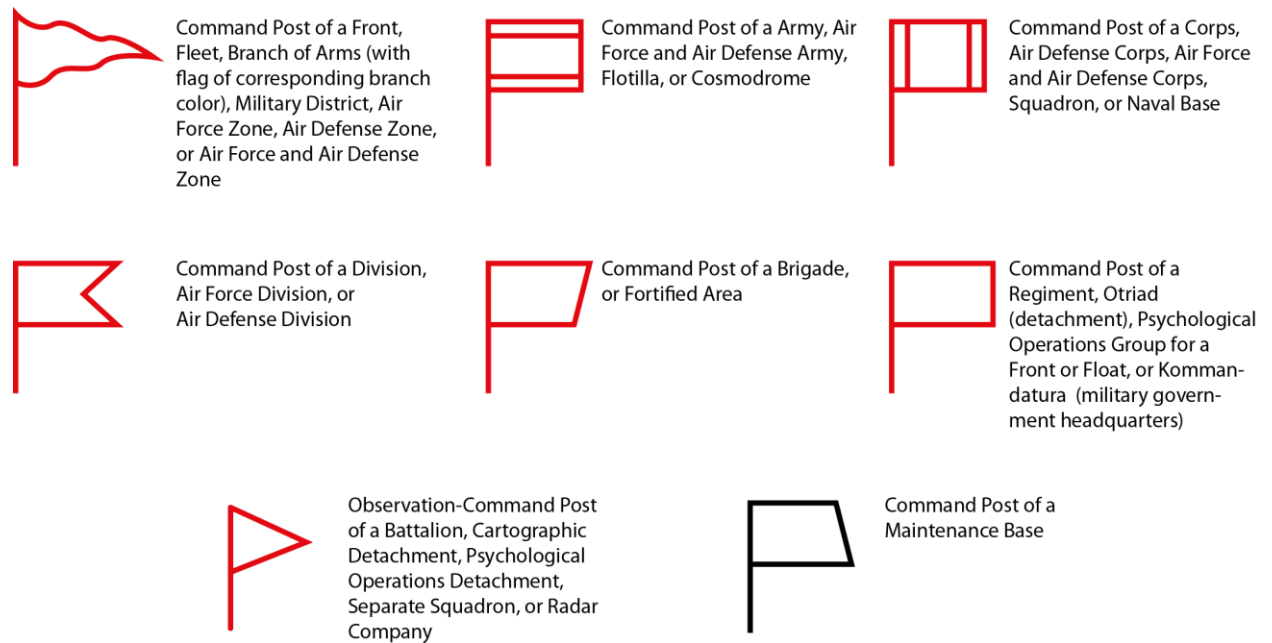 Command Post of a Front,
Fleet, Branch of Arms (with
flag of corresponding branch
color), Military District, Air
Force Zone, Air Defense Zone,
or Air Force and Air Defense
Zone
Command Post of a Army, Air
Force and Air Defense Army,
Flotilla, or Cosmodrome
Command Post of a Corps,
Air Defense Corps, Air Force
and Air Defense Corps,
Squadron, or Naval Base
Command Post of a Division,
Air Force Division, or
Air Defense Division
Command Post of a Brigade,
or Fortified Area
Command Post of a
Regiment, Otriad
(detachment), Psychological
Operations Group for a
Front or Float, or Komman-
datura (military govern-
ment headquarters)
Observation-Command Post
of a Battalion, Cartographic
Detachment, Psychological
Operations Detachment,
Separate Squadron, or Radar
Company
Command Post of a
Maintenance Base